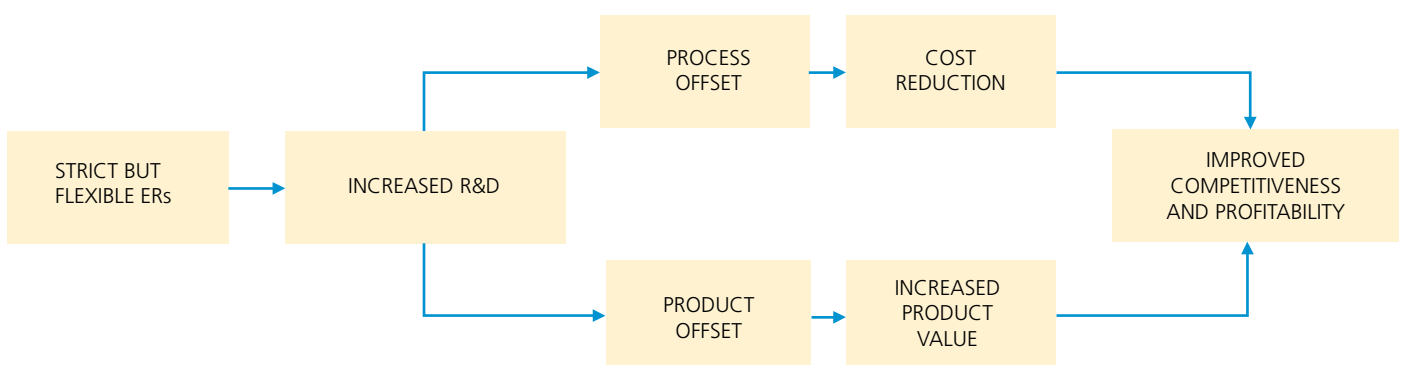 STRICT BUT
FLEXIBLE ERs
INCREASED R&D
PROCESS
OFFSET
COST
REDUCTION
PRODUCT
OFFSET
INCREASED
PRODUCT
VALUE
IMPROVED
COMPETITIVENESS
AND PROFITABILITY